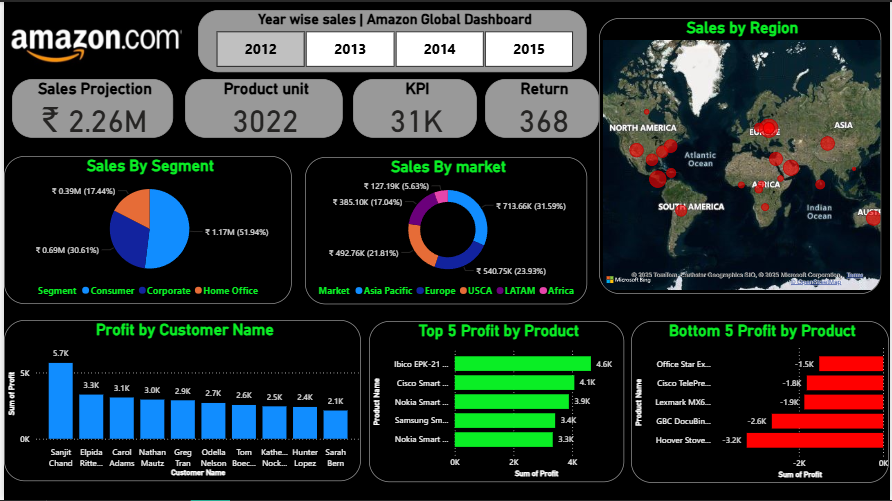 amazon.com
Year wise sales | Amazon Global Dashboard
2012
2013
2014
2015
Sales Projection
₹ 2.26M
Product unit
3022
KPI
31K
Return
368
Sales by Region
NORTH AMERICA
EUROPE
ASIA
Atlantic
Ocean
AFRICA
SOUTH AMERICA
Indian
Ocean
AUST
Microsoft Bing
© 2025 TomTom, Earthstar Geographics SIO, © 2025 Microsoft Corporation, Terms
Sales By Segment
₹ 0.39M (17.44%)
₹ 1.17M (51.94%)
₹ 0.69M (30.61%)
Segment Consumer Corporate Home Office
Sales By market
₹ 127.19K (5.63%)
₹ 385.10K (17.04%)
₹ 713.66K (31.59%)
₹ 492.76K (21.81%)
₹ 540.75K (23.93%)
Market Asia Pacific Europe USCA LATAM Africa
Profit by Customer Name
Sum of Profit
5K
0K
5.7K
3.3K
3.1K
3.0K
2.9K
2.7K
2.6K
2.5K
2.4K
2.1K
Sanjit Chand
Elpida Ritte...
Carol Adams
Nathan Mautz
Greg Tran
Odella Nelson
Tom Boec...
Kathe... Nock...
Hunter Lopez
Sarah Bern
Customer Name
Top 5 Profit by Product
Product Name
Ibico EPK-21 ... 4.6K
Cisco Smart ... 4.1K
Nokia Smart ... 3.9K
Samsung Sm... 3.4K
Nokia Smart ... 3.3K
0K 2K 4K
Sum of Profit
Bottom 5 Profit by Product
Product Name
Office Star Ex... -1.5K
Cisco TelePre... -1.8K
Lexmark MX6... -1.9K
GBC DocuBin... -2.6K
Hoover Stove... -3.2K
-2K 0K
Sum of Profit